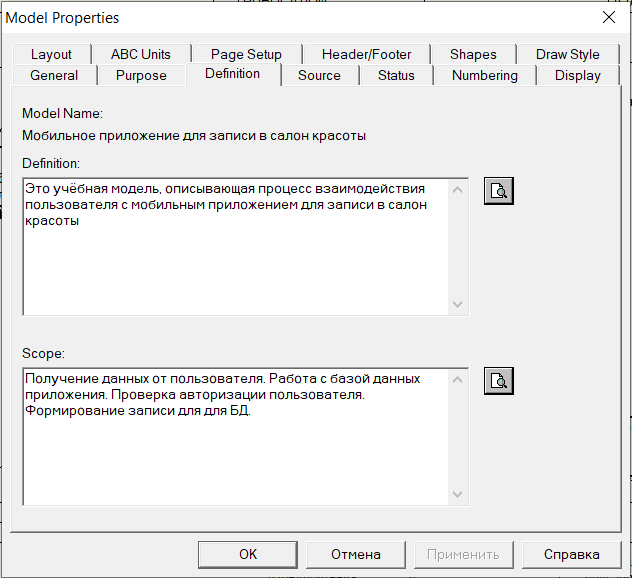 Model Properties
Layout ABC Units Page Setup Header/Footer Shapes Draw Style
General Purpose Definition Source Status Numbering Display
Model Name:
Мобильное приложение для записи в салон красоты
Definition:
Это учёбная модель, описывающая процесс взаимодействия
пользователя с мобильным приложением для записи в салон
красоты
Scope:
Получение данных от пользователя. Работа с базой данных
приложения. Проверка авторизации пользователя.
Формирование записи для для БД.
OK Отмена Применить Справка